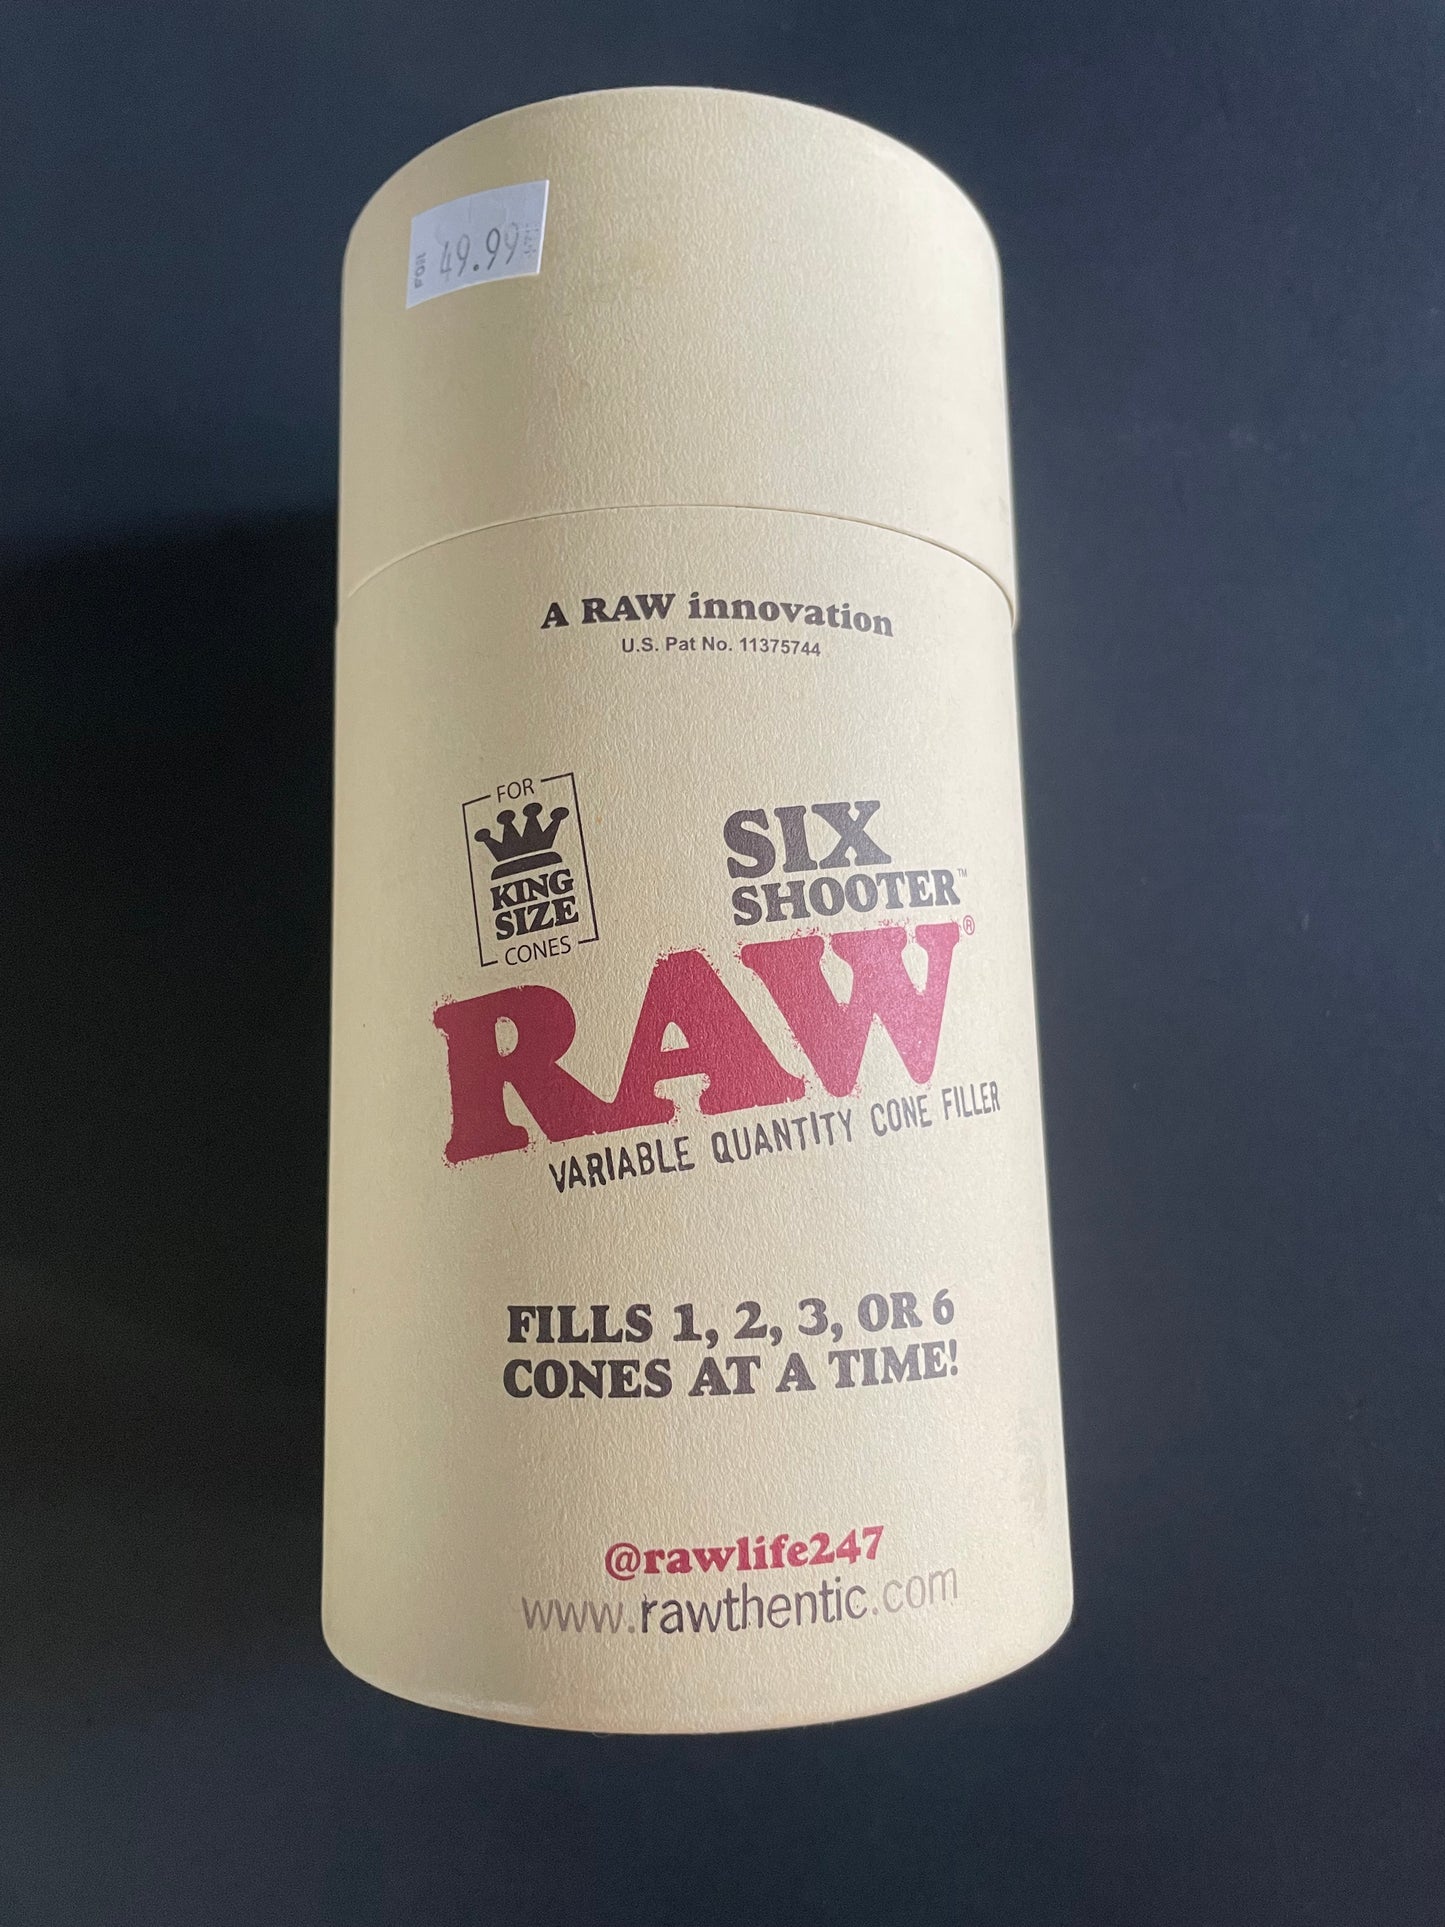 49.99
A RAW innovation
U.S. Pat No. 11375744
FOR
KING
SIZE
CONES
SIX
SHOOTER™
RAW®
VARIABLE QUANTITY CONE FILLER
FILLS 1, 2, 3, OR 6
CONES AT A TIME!
@rawlife247
www.rawthentic.com